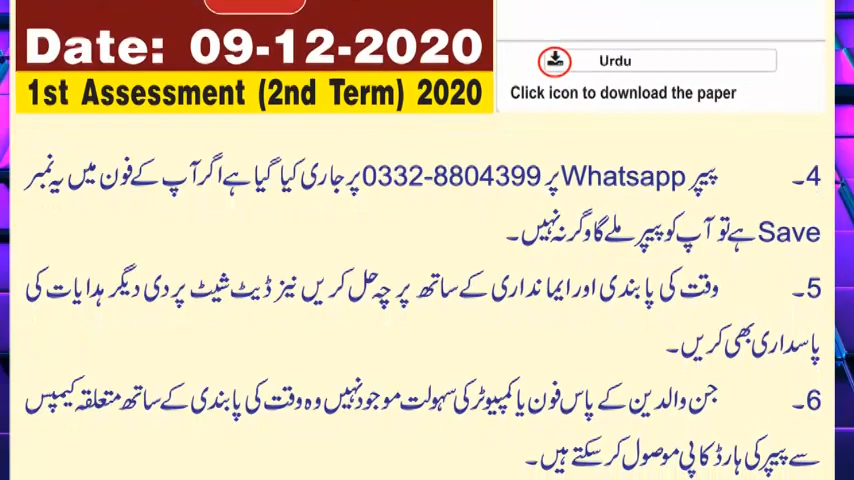 Date: 09-12-2020
1st Assessment (2nd Term) 2020
Urdu
Click icon to download the paper
4۔ پیپر Whatsapp پر 0332-8804399 پر جاری کیا گیا ہے اگر آپ کے فون میں یہ نمبر
Save ہے تو آپ کو پیپر ملے گا وگرنہ نہیں۔
5۔ وقت کی پابندی اور ایمانداری کے ساتھ پرچہ حل کریں نیز ڈیٹ شیٹ پر دی دیگر ہدایات کی
پاسداری بھی کریں۔
6۔ جن والدین کے پاس فون یا کمپیوٹر کی سہولت موجود نہیں وہ وقت کی پابندی کے ساتھ متعلقہ کیمپس
سے پیپر کی ہارڈ کاپی موصول کر سکتے ہیں۔